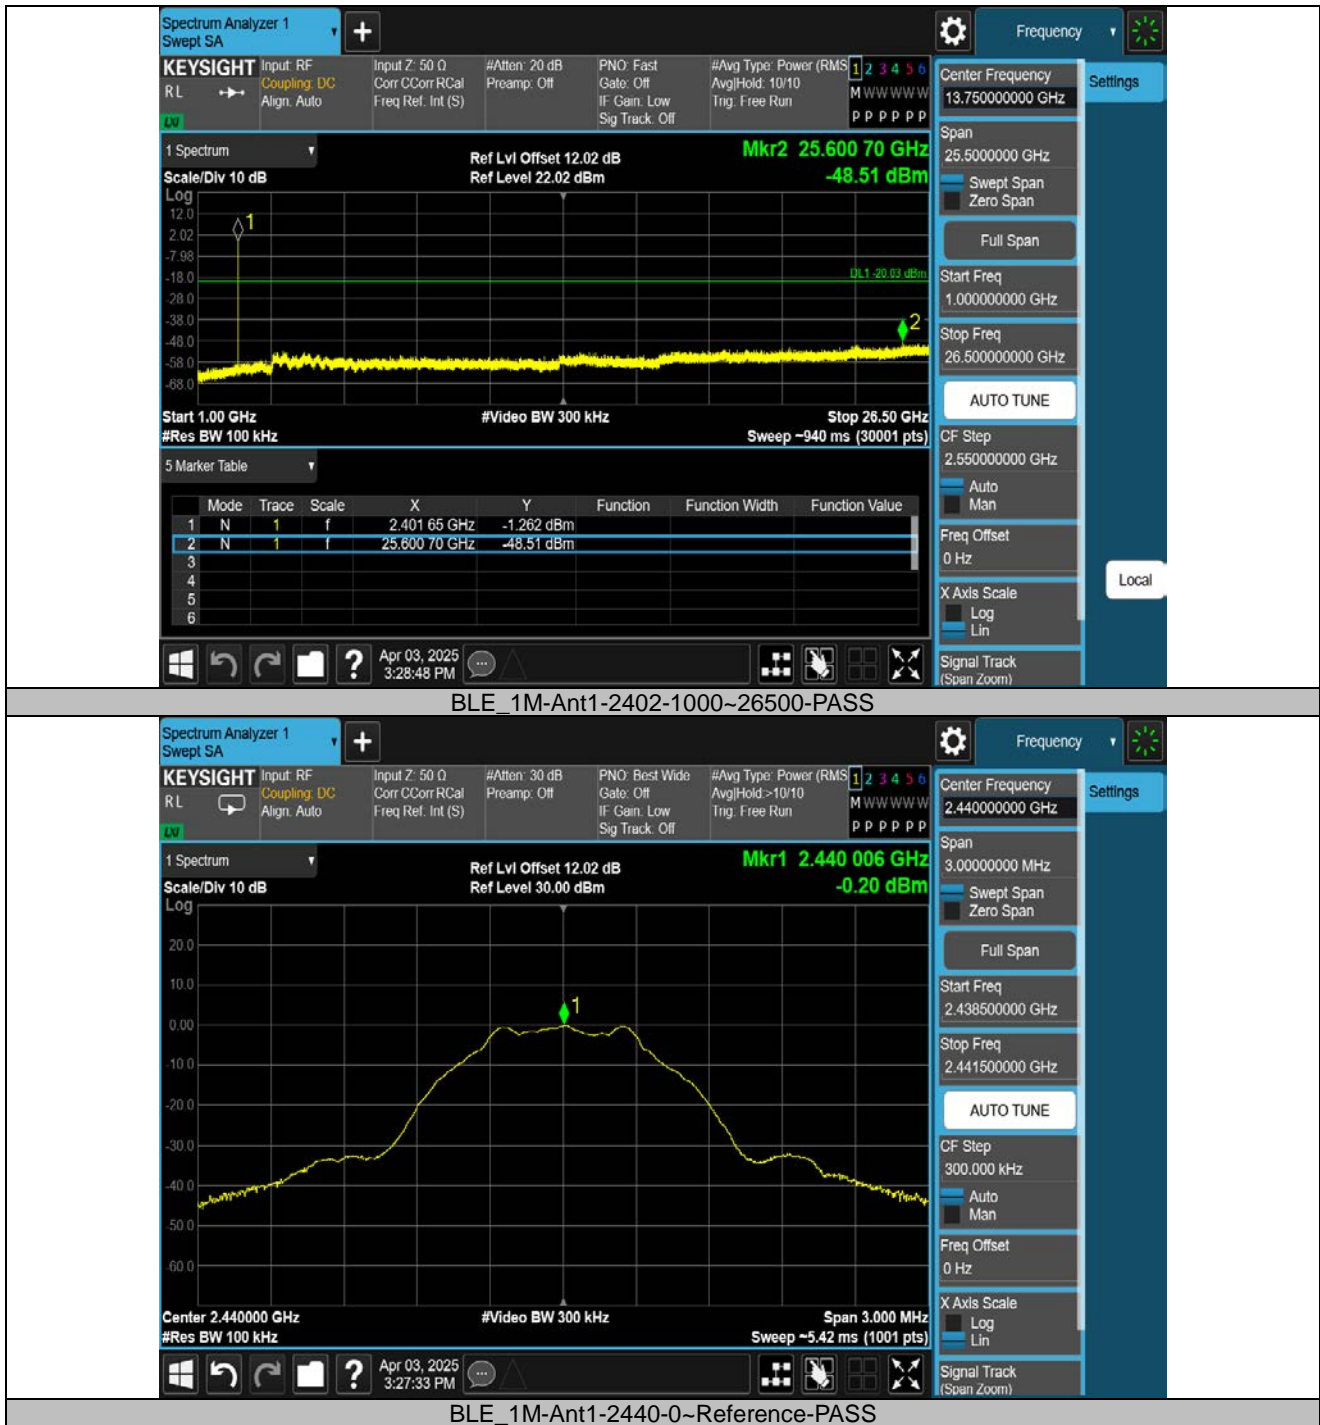 Spectrum Analyzer 1
Swept SA
+
Frequency
KEYSIGHT
RL
LXI
Input: RF
Coupling: DC
Align: Auto
Input Z: 50 Ω
Corr CCorr RCal
Freq Ref: Int (S)
#Atten: 20 dB
Preamp: Off
PNO: Fast
Gate: Off
IF Gain: Low
Sig Track: Off
#Avg Type: Power (RMS
Avg|Hold: 10/10
Trig: Free Run
1 2 3 4 5 6
M W W W W W
P P P P P P
Center Frequency
13.750000000 GHz
Settings
Span
25.5000000 GHz
Swept Span
Zero Span
Full Span
Start Freq
1.000000000 GHz
Stop Freq
26.500000000 GHz
AUTO TUNE
CF Step
2.550000000 GHz
Auto
Man
Freq Offset
0 Hz
Local
X Axis Scale
Log
Lin
Signal Track
(Span Zoom)
1 Spectrum
Ref Lvl Offset 12.02 dB
Mkr2 25.600 70 GHz
Scale/Div 10 dB
Ref Level 22.02 dBm
-48.51 dBm
Log
12.0
2.02
-7.98
-18.0
-28.0
-38.0
-48.0
-58.0
-68.0
1
DL1 -20.03 dBm
2
Start 1.00 GHz
#Video BW 300 kHz
Stop 26.50 GHz
#Res BW 100 kHz
Sweep ~940 ms (30001 pts)
5 Marker Table
Mode Trace Scale X Y Function Function Width Function Value
1 N 1 f 2.401 65 GHz -1.262 dBm
2 N 1 f 25.600 70 GHz -48.51 dBm
3
4
5
6
?
Apr 03, 2025
3:28:48 PM
BLE_1M-Ant1-2402-1000~26500-PASS
Spectrum Analyzer 1
Swept SA
+
Frequency
KEYSIGHT
RL
LXI
Input: RF
Coupling: DC
Align: Auto
Input Z: 50 Ω
Corr CCorr RCal
Freq Ref: Int (S)
#Atten: 30 dB
Preamp: Off
PNO: Best Wide
Gate: Off
IF Gain: Low
Sig Track: Off
#Avg Type: Power (RMS
Avg|Hold:>10/10
Trig: Free Run
1 2 3 4 5 6
M W W W W W
P P P P P P
Center Frequency
2.440000000 GHz
Settings
Span
3.00000000 MHz
Swept Span
Zero Span
Full Span
Start Freq
2.438500000 GHz
Stop Freq
2.441500000 GHz
AUTO TUNE
CF Step
300.000 kHz
Auto
Man
Freq Offset
0 Hz
X Axis Scale
Log
Lin
Signal Track
(Span Zoom)
1 Spectrum
Ref Lvl Offset 12.02 dB
Mkr1 2.440 006 GHz
Scale/Div 10 dB
Ref Level 30.00 dBm
-0.20 dBm
Log
20.0
10.0
0.00
-10.0
-20.0
-30.0
-40.0
-50.0
-60.0
1
Center 2.440000 GHz
#Video BW 300 kHz
Span 3.000 MHz
#Res BW 100 kHz
Sweep ~5.42 ms (1001 pts)
?
Apr 03, 2025
3:27:33 PM
BLE_1M-Ant1-2440-0~Reference-PASS